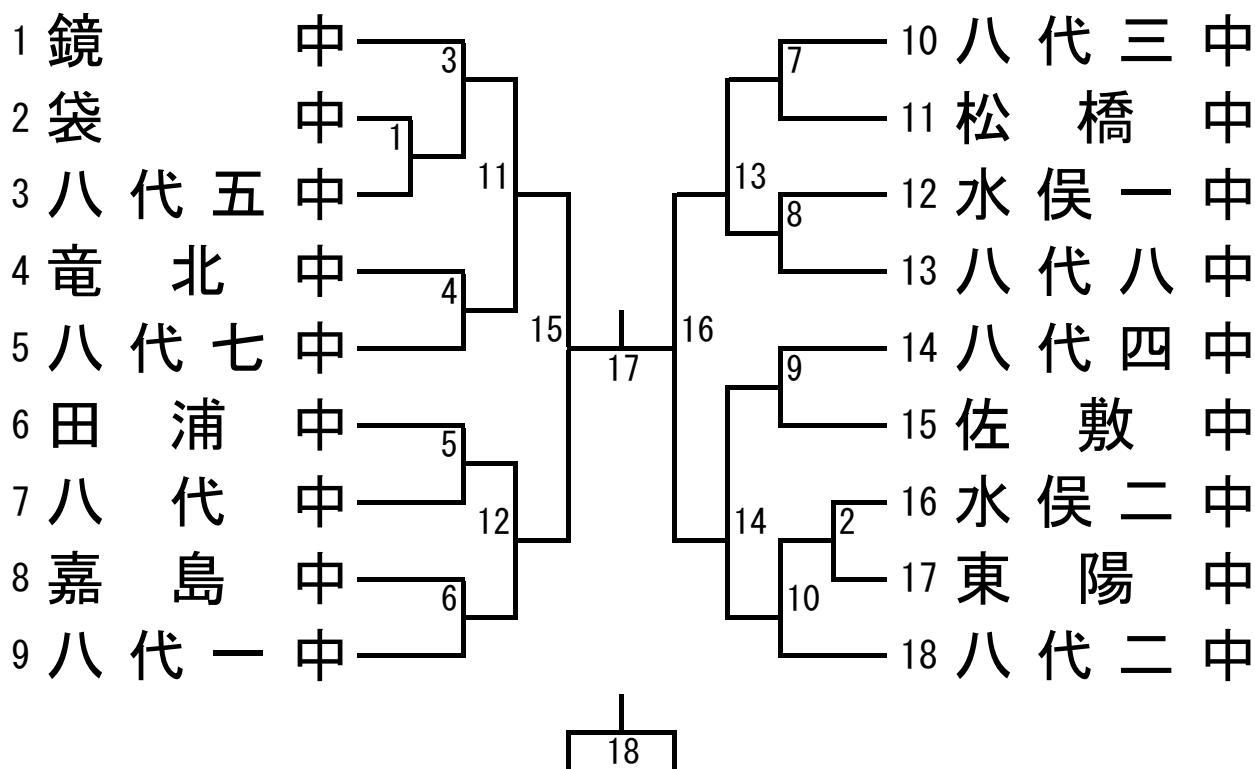 1 鏡 中
2 袋 中
3 八代五中
4 竜北中
5 八代七中
6 田浦中
7 八代中
8 嘉島中
9 八代一中
3
1
11
4
15
5
12
6
17
18
7
13
8
16
9
14
2
10
10 八代三中
11 松橋中
12 水俣一中
13 八代八中
14 八代四中
15 佐敷中
16 水俣二中
17 東陽中
18 八代二中